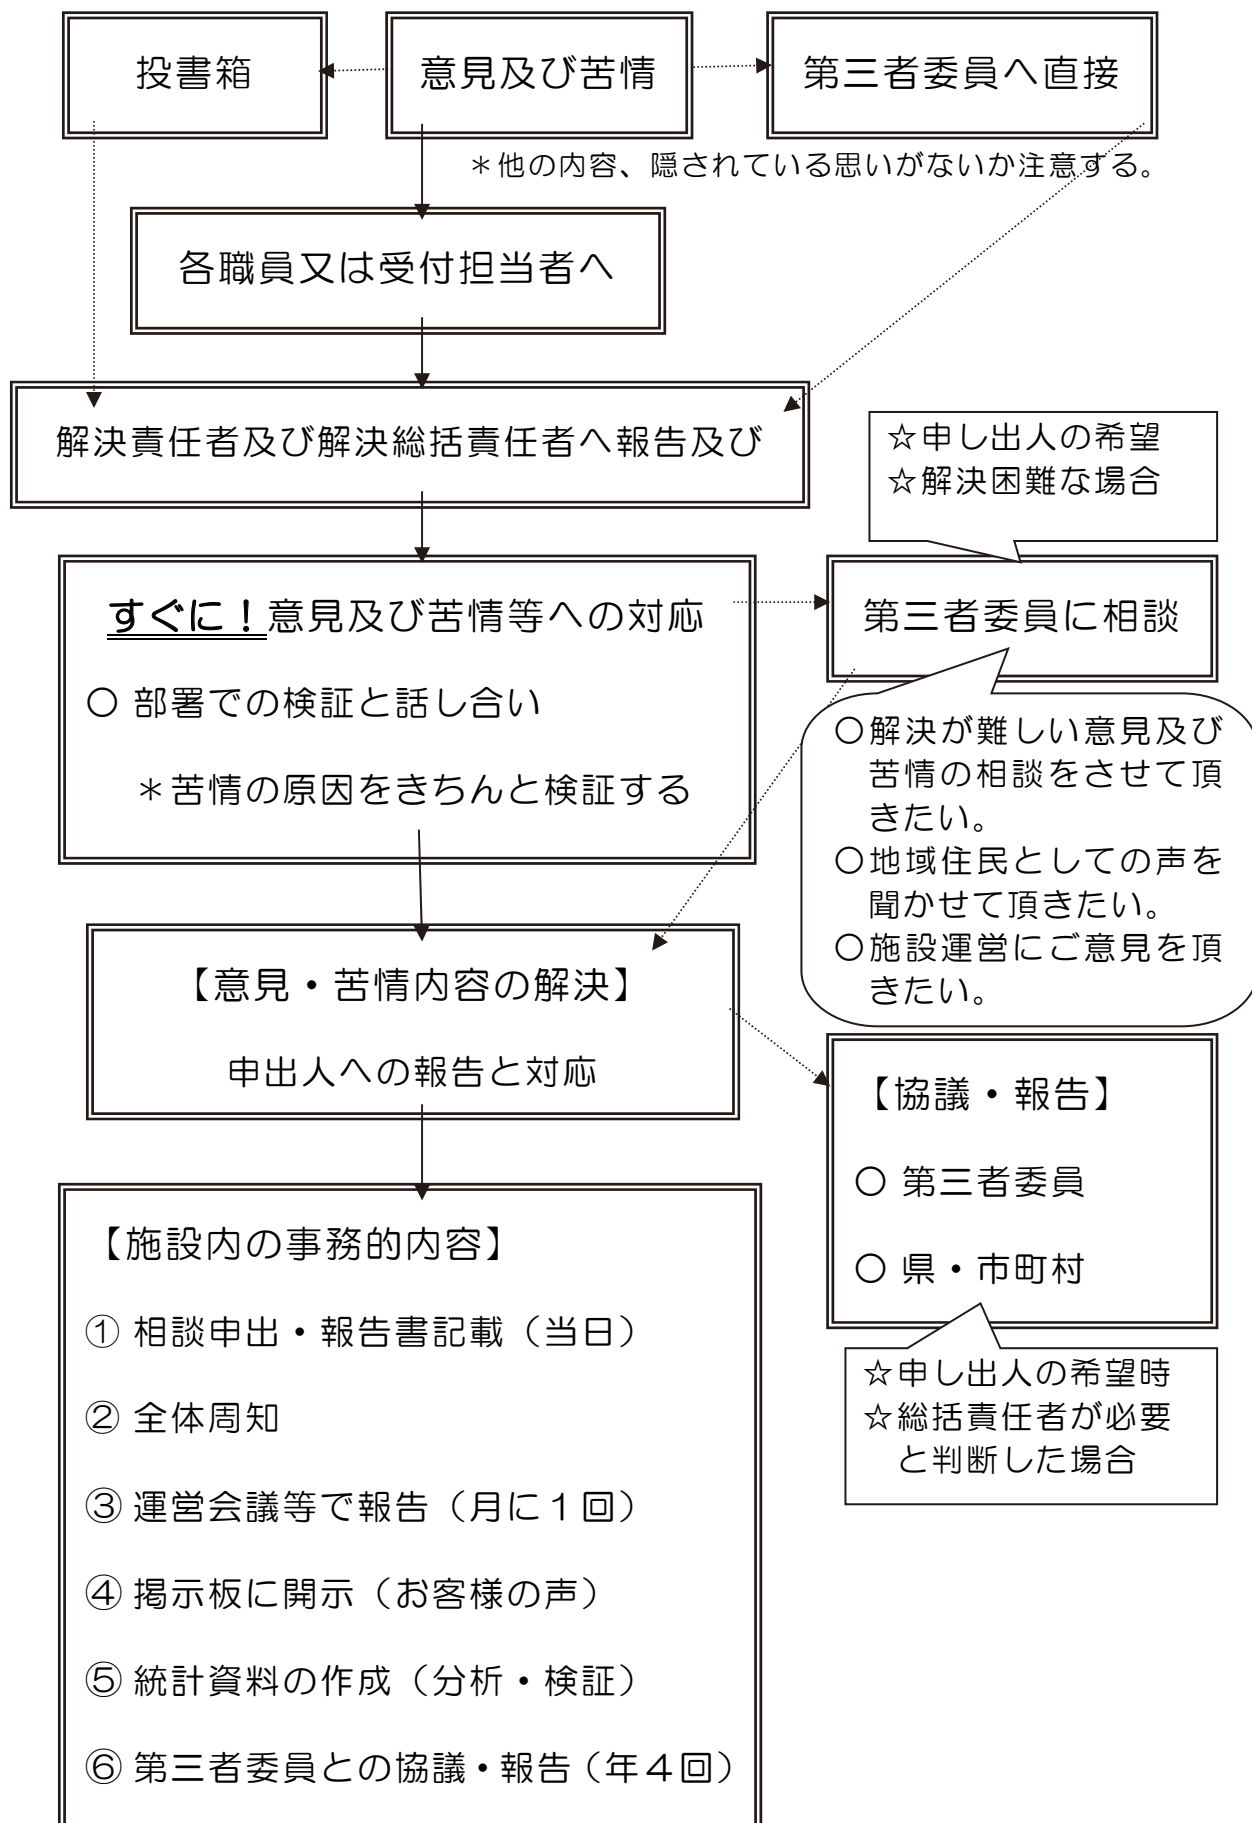 投書箱
意見及び苦情
第三者委員へ直接
＊他の内容、隠されている思いがないか注意する。
各職員又は受付担当者へ
解決責任者及び解決総括責任者へ報告及び
☆申し出人の希望
☆解決困難な場合
すぐに！意見及び苦情等への対応
○ 部署での検証と話し合い
＊苦情の原因をきちんと検証する
第三者委員に相談
○解決が難しい意見及び
苦情の相談をさせて頂
きたい。
○地域住民としての声を
聞かせて頂きたい。
○施設運営にご意見を頂
きたい。
【意見・苦情内容の解決】
申出人への報告と対応
【協議・報告】
○ 第三者委員
○ 県・市町村
☆申し出人の希望時
☆総括責任者が必要
と判断した場合
【施設内の事務的内容】
① 相談申出・報告書記載（当日）
② 全体周知
③ 運営会議等で報告（月に１回）
④ 掲示板に開示（お客様の声）
⑤ 統計資料の作成（分析・検証）
⑥ 第三者委員との協議・報告（年４回）